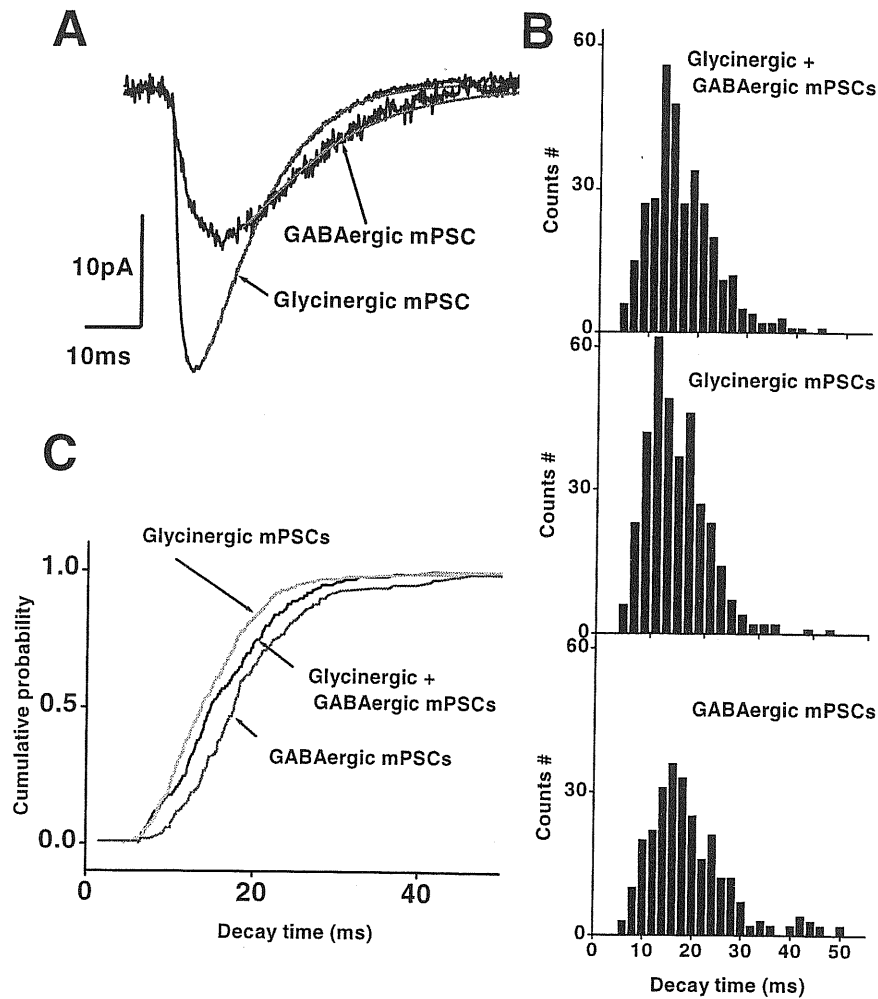 A
GABAergic mPSC
10pA
Glycinergic mPSC
10ms
B
60
Glycinergic +
GABAergic mPSCs
Counts #
30
0
60
Glycinergic mPSCs
Counts #
30
0
60
GABAergic mPSCs
Counts #
30
0
0 10 20 30 40 50
Decay time (ms)
C
Glycinergic mPSCs
1.0
Cumulative probability
Glycinergic +
GABAergic mPSCs
0.5
GABAergic mPSCs
0.0
0 20 40
Decay time (ms)